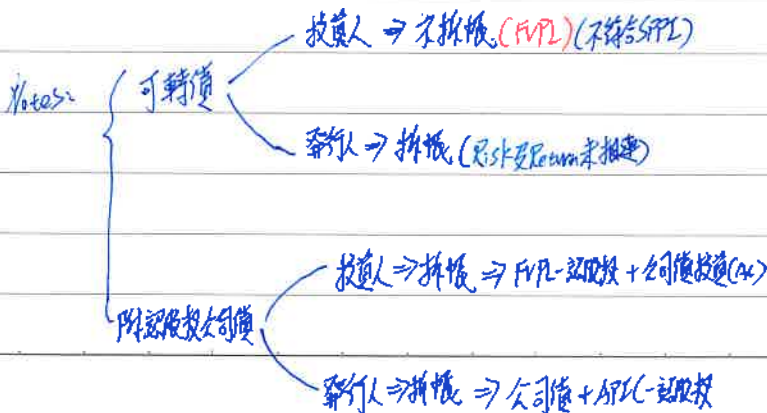 投資人 ⇒ 不拆帳 (FVPL) (不符合SPPI)
Notes:
可轉債
發行人 ⇒ 拆帳 (Risk及Return未相連)
投資人 ⇒ 拆帳 ⇒ FVPL-認股權 + 公司債投資(AC)
附認股權公司債
發行人 ⇒ 拆帳 ⇒ 公司債 + APIC-認股權